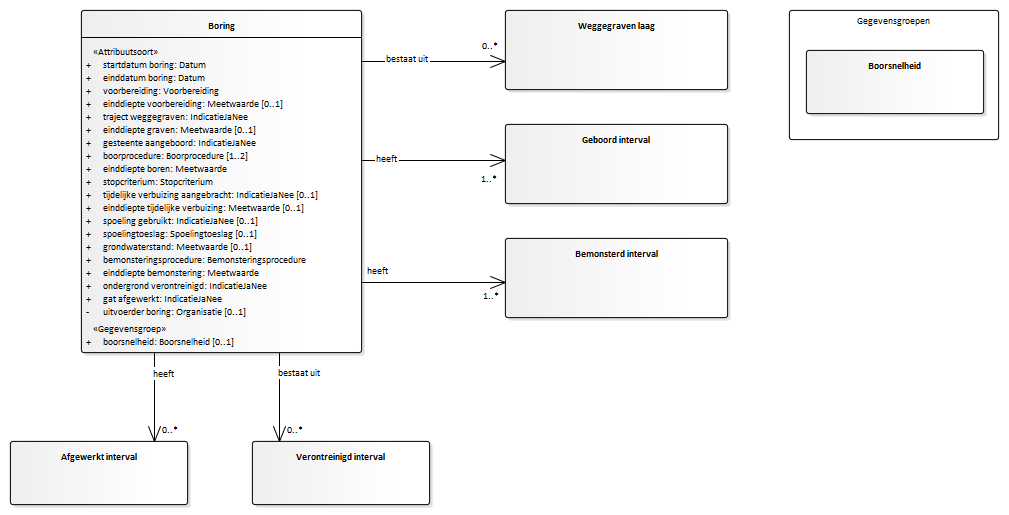 Boring
«Attribuutsoort»
+ startdatum boring: Datum
+ einddatum boring: Datum
+ voorbereiding: Voorbereiding
+ einddiepte voorbereiding: Meetwaarde [0..1]
+ traject weggegraven: IndicatieJaNee
+ einddiepte graven: Meetwaarde [0..1]
+ gesteente aangeboord: IndicatieJaNee
+ boorprocedure: Boorprocedure [1..2]
+ einddiepte boren: Meetwaarde
+ stopcriterium: Stopcriterium
+ tijdelijke verbuizing aangebracht: IndicatieJaNee [0..1]
+ einddiepte tijdelijke verbuizing: Meetwaarde [0..1]
+ spoeling gebruikt: IndicatieJaNee [0..1]
+ spoelingtoeslag: Spoelingtoeslag [0..1]
+ grondwaterstand: Meetwaarde [0..1]
+ bemonsteringsprocedure: Bemonsteringsprocedure
+ einddiepte bemonstering: Meetwaarde
+ ondergrond verontreinigd: IndicatieJaNee
+ gat afgewerkt: IndicatieJaNee
- uitvoerder boring: Organisatie [0..1]
«Gegevensgroep»
+ boorsnelheid: Boorsnelheid [0..1]
bestaat uit
0..*
Weggegraven laag
heeft
1..*
Geboord interval
heeft
1..*
Bemonsterd interval
Gegevensgroepen
Boorsnelheid
heeft
0..*
Afgewerkt interval
bestaat uit
0..*
Verontreinigd interval